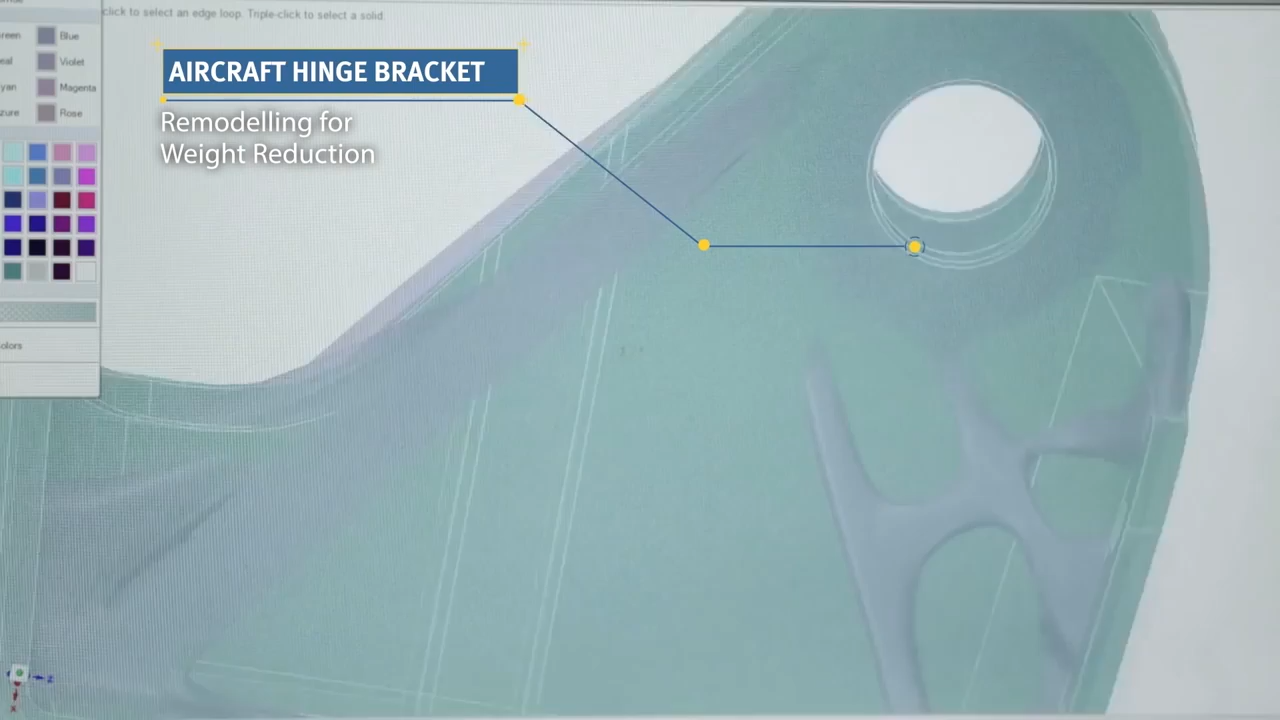 click to select an edge loop. Triple-click to select a solid.
Blue
Violet
Magenta
Rose
AIRCRAFT HINGE BRACKET
Remodelling for
Weight Reduction
z
x